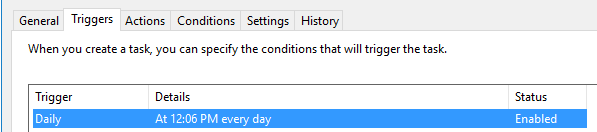 General Triggers Actions Conditions Settings History
When you create a task, you can specify the conditions that will trigger the task.
Trigger Details Status
Daily At 12:06 PM every day Enabled